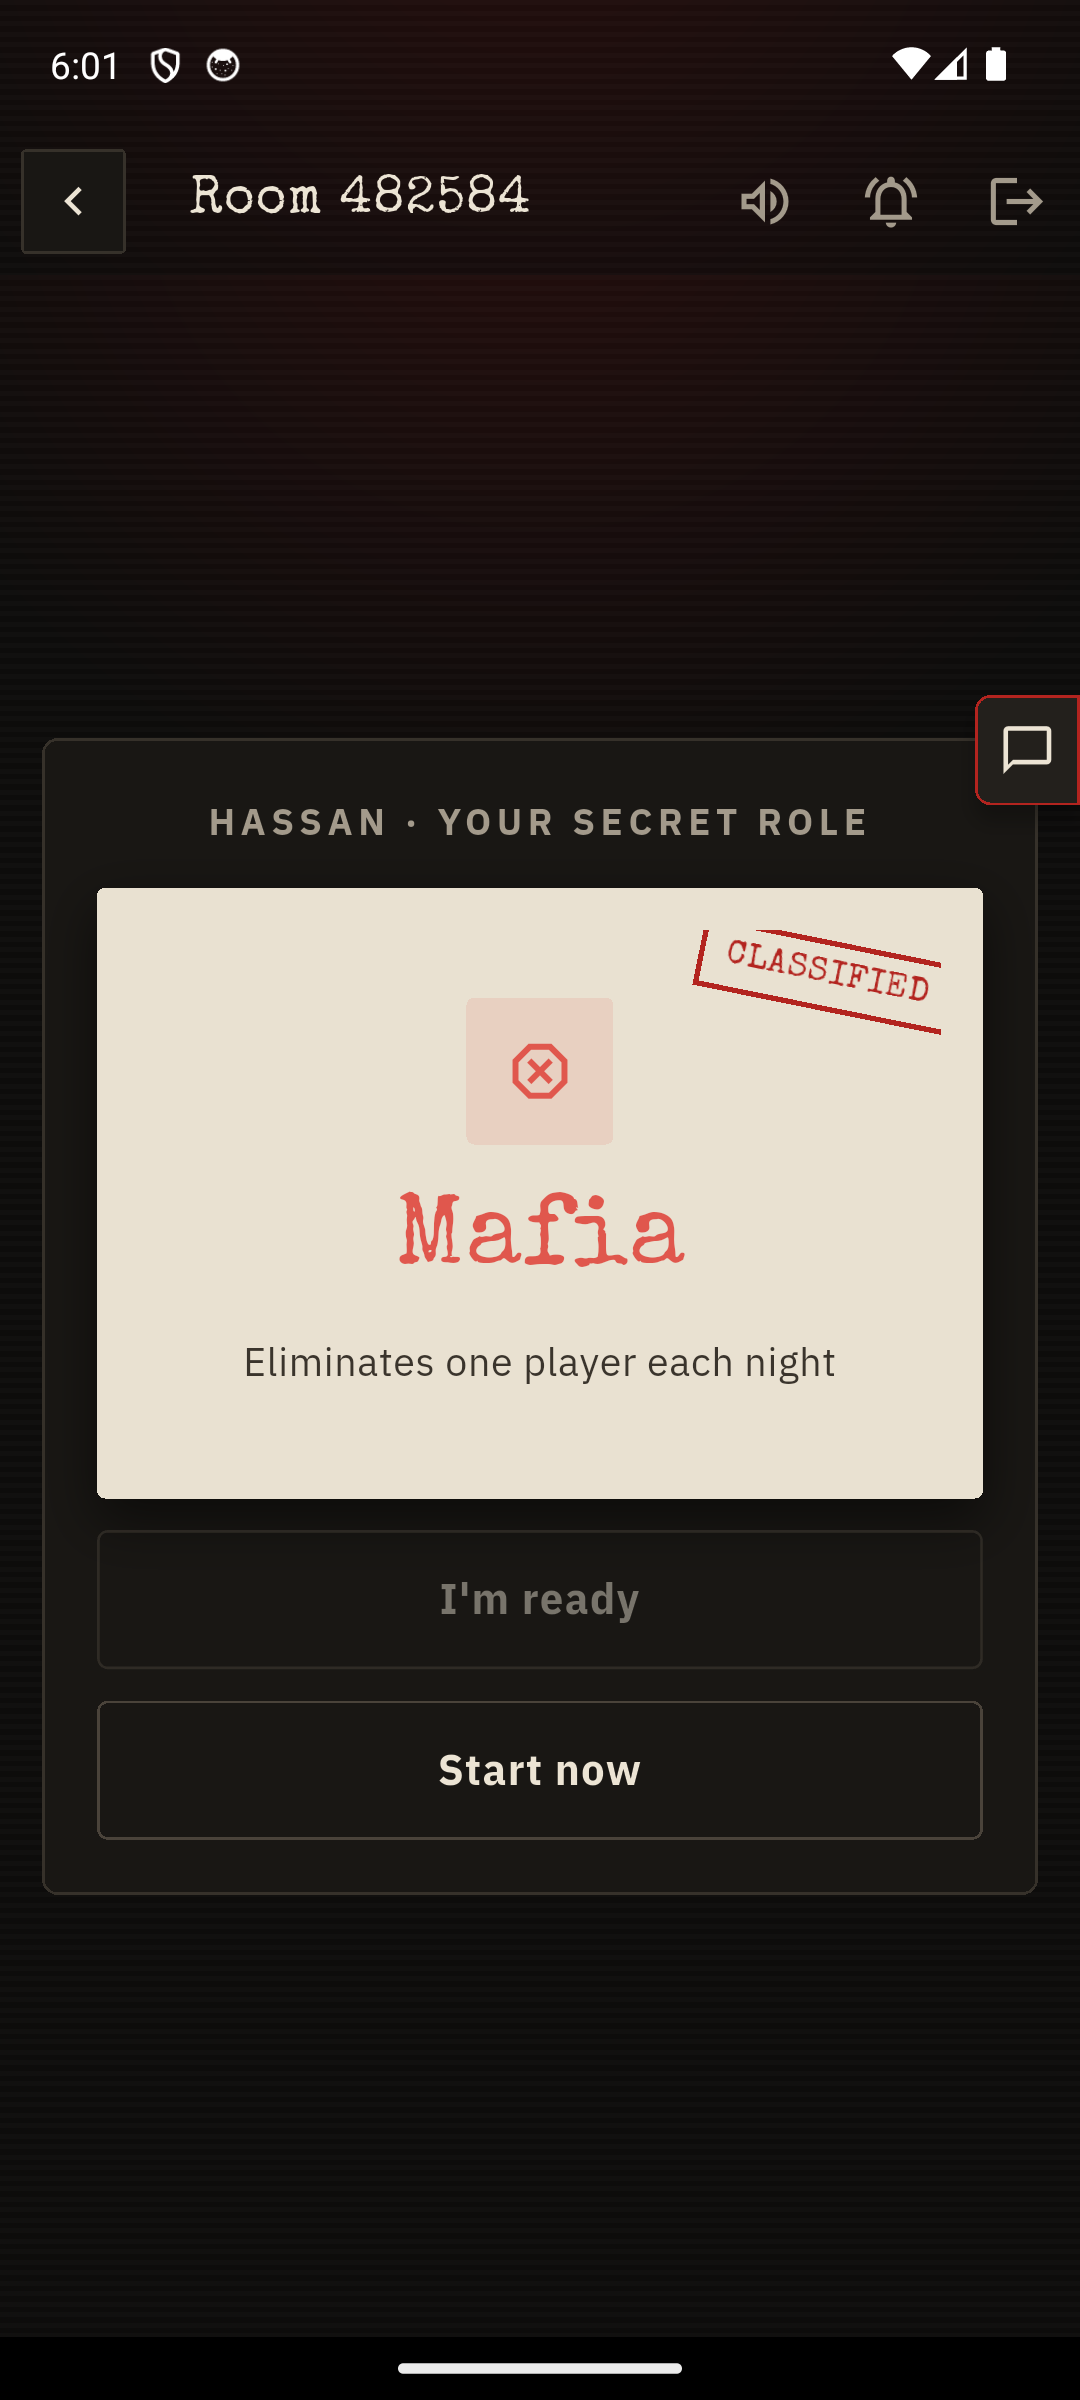 6:01
Room 482584
HASSAN · YOUR SECRET ROLE
CLASSIFIED
Mafia
Eliminates one player each night
I'm ready
Start now